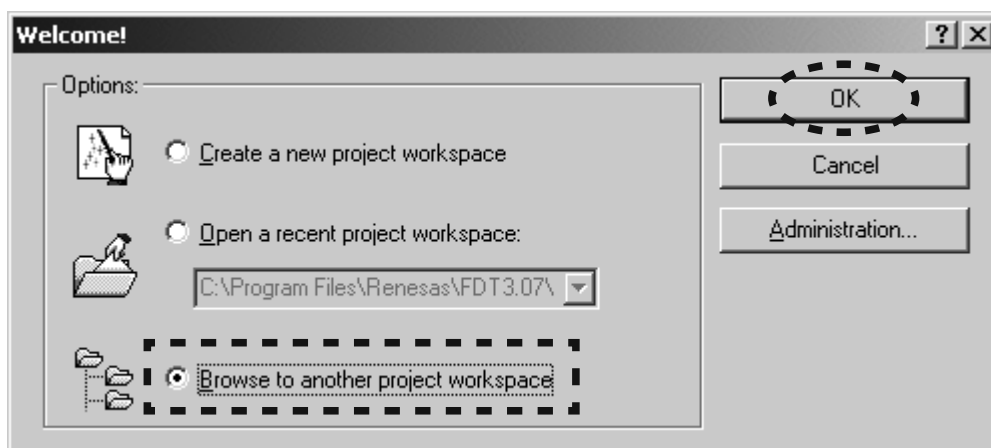 Welcome!
Options:
Create a new project workspace
Open a recent project workspace:
C:\Program Files\Renesas\FDT3.07\
Browse to another project workspace
OK
Cancel
Administration...